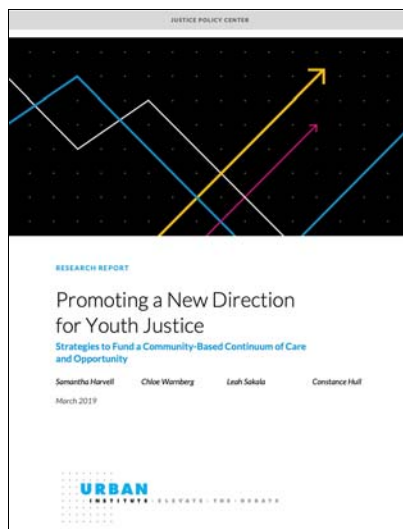 JUSTICE POLICY CENTER
RESEARCH REPORT
Promoting a New Direction
for Youth Justice
Strategies to Fund a Community-Based Continuum of Care
and Opportunity
Samantha Harvell Chloe Warnberg Leah Sakala Constance Hull
March 2019
URBAN
INSTITUTE · ELEVATE · THE · DEBATE